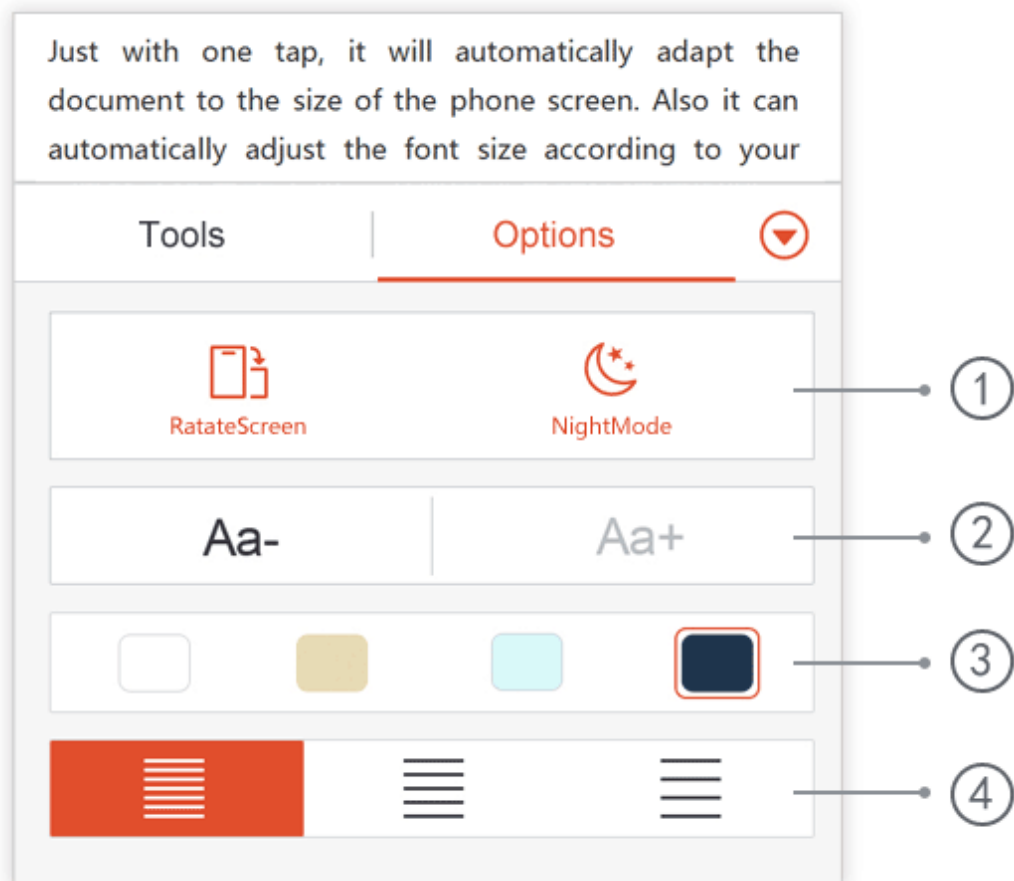 Just with one tap, it will automatically adapt the
document to the size of the phone screen. Also it can
automatically adjust the font size according to your
Tools Options
RatateScreen NightMode
1
Aa- Aa+
2
3
4